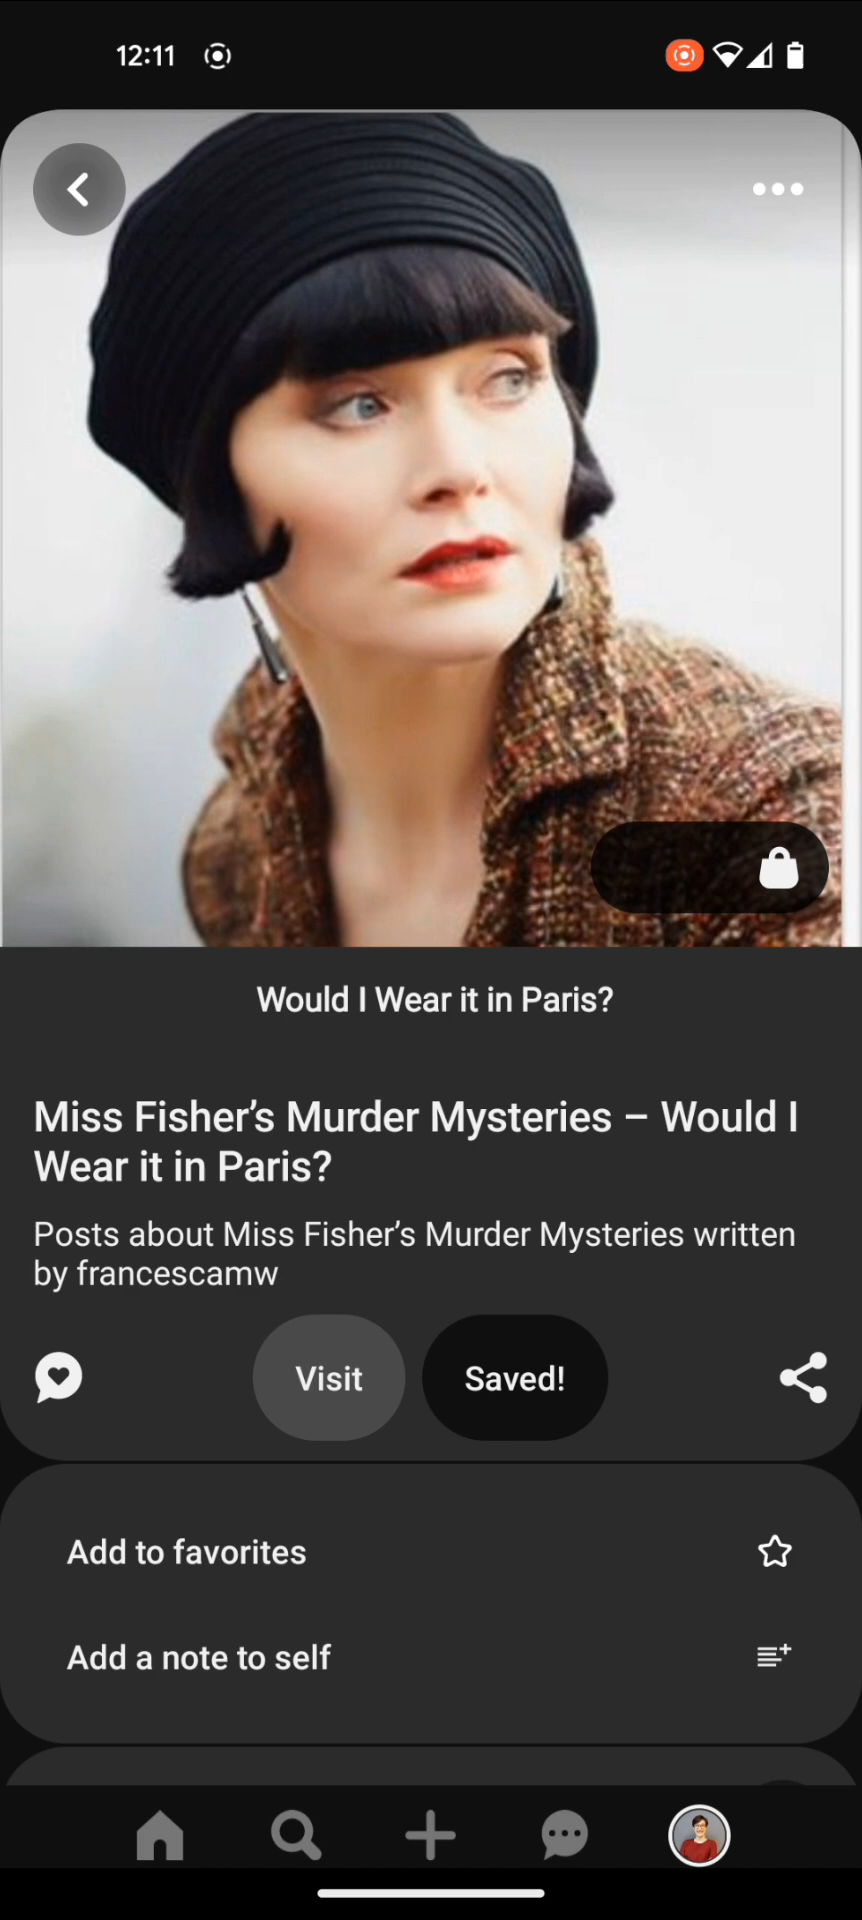 12:11
Would I Wear it in Paris?
Miss Fisher’s Murder Mysteries – Would I
Wear it in Paris?
Posts about Miss Fisher’s Murder Mysteries written
by francescamw
Visit
Saved!
Add to favorites
Add a note to self